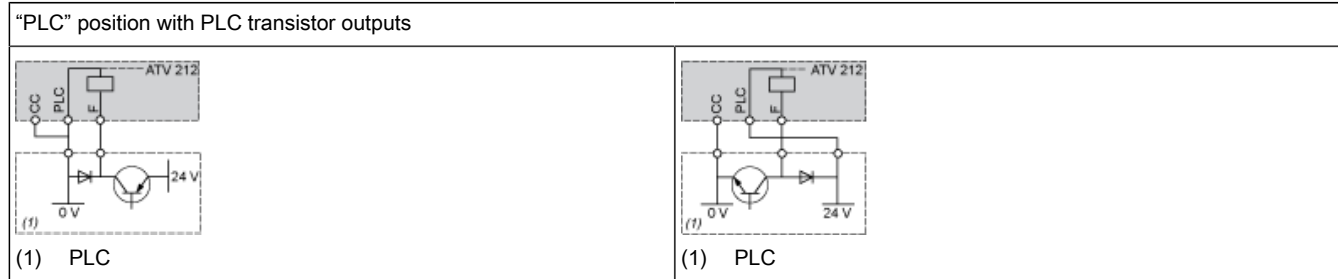 “PLC” position with PLC transistor outputs
ATV 212
CC
PLC
F
24 V
0 V
(1)
(1) PLC
ATV 212
CC
PLC
F
0 V
24 V
(1)
(1) PLC